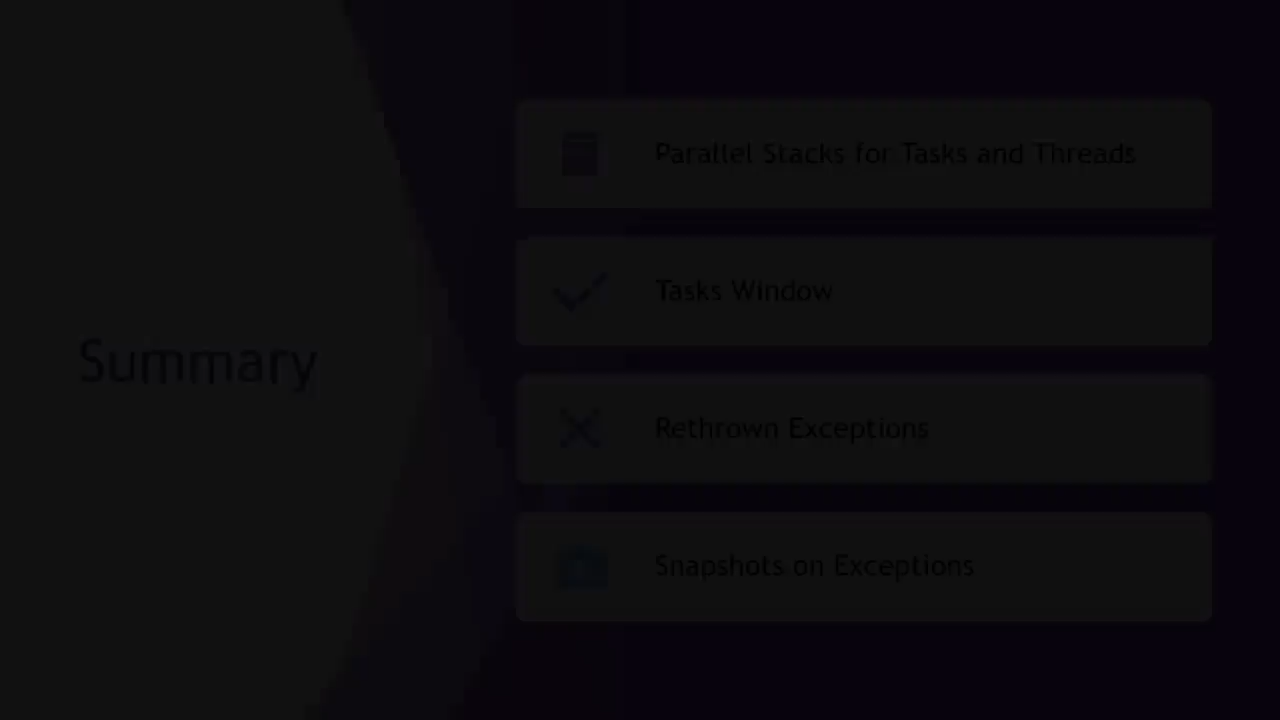 Summary
Parallel Stacks for Tasks and Threads
Tasks Window
Rethrown Exceptions
Snapshots on Exceptions